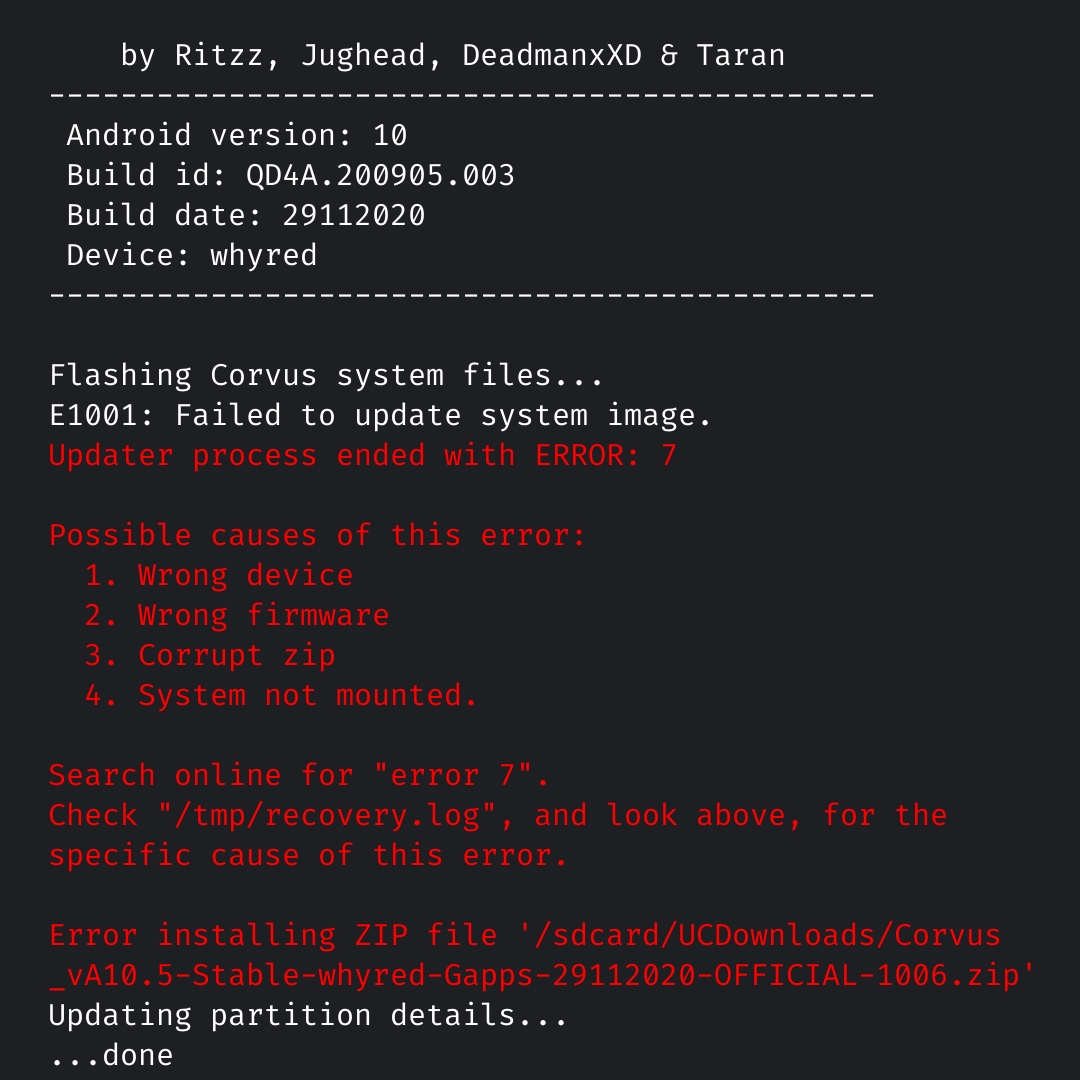 by Ritzz, Jughead, DeadmanxXD & Taran
----------------------------------------------
Android version: 10
Build id: QD4A.200905.003
Build date: 29112020
Device: whyred
----------------------------------------------
Flashing Corvus system files...
E1001: Failed to update system image.
Updater process ended with ERROR: 7
Possible causes of this error:
1. Wrong device
2. Wrong firmware
3. Corrupt zip
4. System not mounted.
Search online for "error 7".
Check "/tmp/recovery.log", and look above, for the
specific cause of this error.
Error installing ZIP file '/sdcard/UCDownloads/Corvus
_vA10.5-Stable-whyred-Gapps-29112020-OFFICIAL-1006.zip'
Updating partition details...
...done